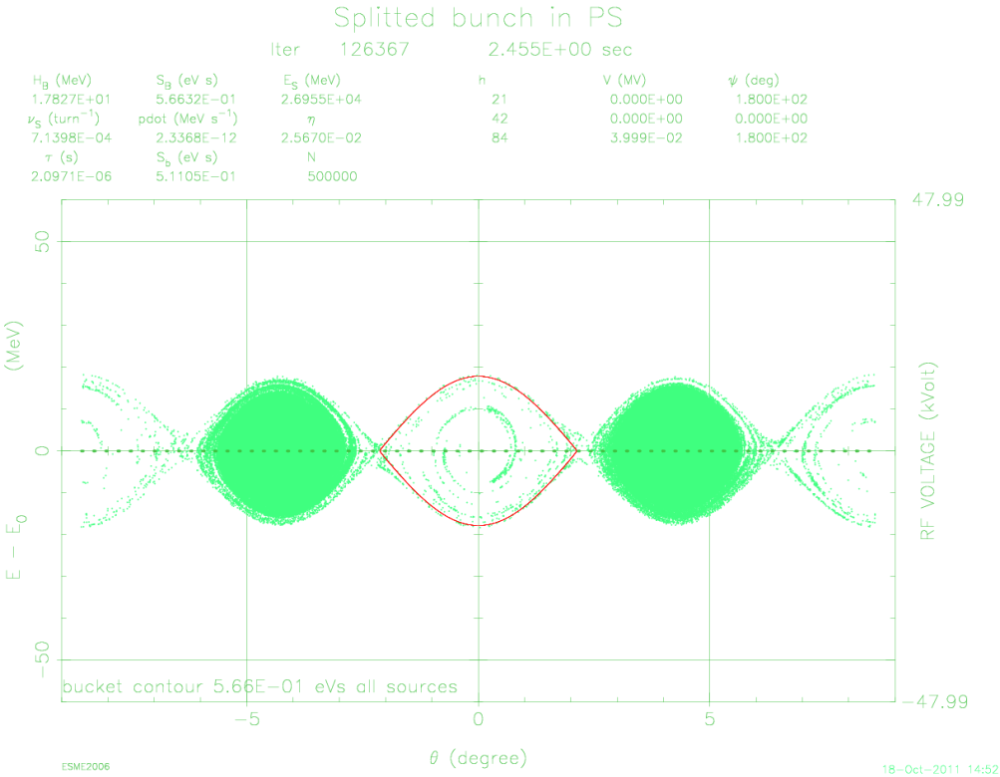 Splitted bunch in PS
Iter 126367 2.455E+00 sec
H_B (MeV) S_B (eV s) E_S (MeV) h V (MV) ψ (deg)
1.7827E+01 5.6632E-01 2.6955E+04 21 0.000E+00 1.800E+02
ν_S (turn⁻¹) pdot (MeV s⁻¹) η 42 0.000E+00 0.000E+00
7.1398E-04 2.3368E-12 2.5670E-02 84 3.999E-02 1.800E+02
τ (s) S_b (eV s) N
2.0971E-06 5.1105E-01 500000
47.99
50
0
-50
E - E_0 (MeV)
RF VOLTAGE (kVolt)
bucket contour 5.66E-01 eVs all sources
-47.99
-5 0 5
θ (degree)
ESME2006
18-Oct-2011 14:52